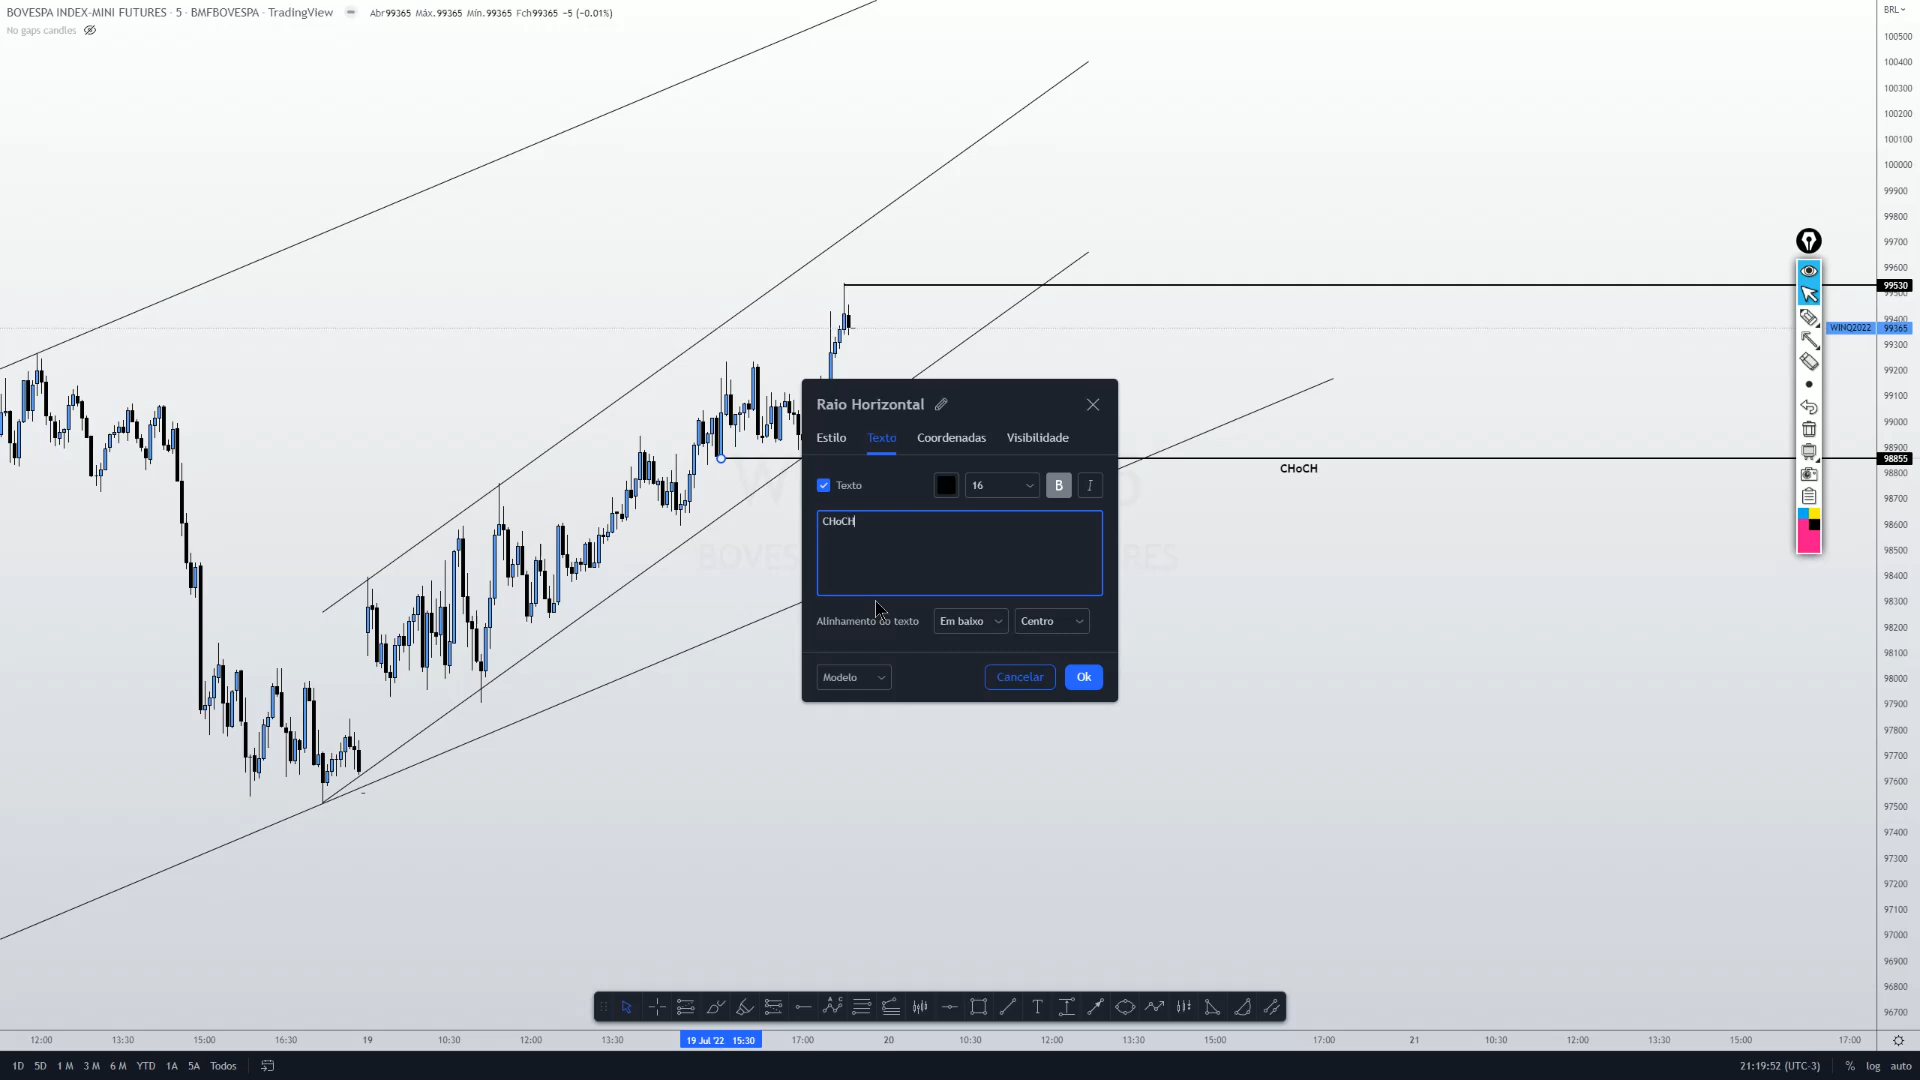 BOVESPA INDEX-MINI FUTURES · 5 · BMFBOVESPA · TradingView
Abr99365 Máx.99365 Mín.99365 Fch99365 −5 (−0.01%)
No gaps candles
BRL
100500
100400
100300
100200
100100
100000
99900
99800
99700
99600
99530
99500
99400
WINQ2022 99365
99300
99200
99100
99000
98900
98855
98800
98700
98600
98500
98400
98300
98200
98100
98000
97900
97800
97700
97600
97500
97400
97300
97200
97100
97000
96900
96800
96700
CHoCH
Raio Horizontal
Estilo Texto Coordenadas Visibilidade
Texto 16 B I
CHoCH
Alinhamento do texto Em baixo Centro
Modelo Cancelar Ok
12:00 13:30 15:00 16:30 19 10:30 12:00 13:30 19 Jul '22 15:30 17:00 20 10:30 12:00 13:30 15:00 17:00 21 10:30 12:00 13:30 15:00 17:00
1D 5D 1 M 3 M 6 M YTD 1A 5A Todos
21:19:52 (UTC-3) % log auto